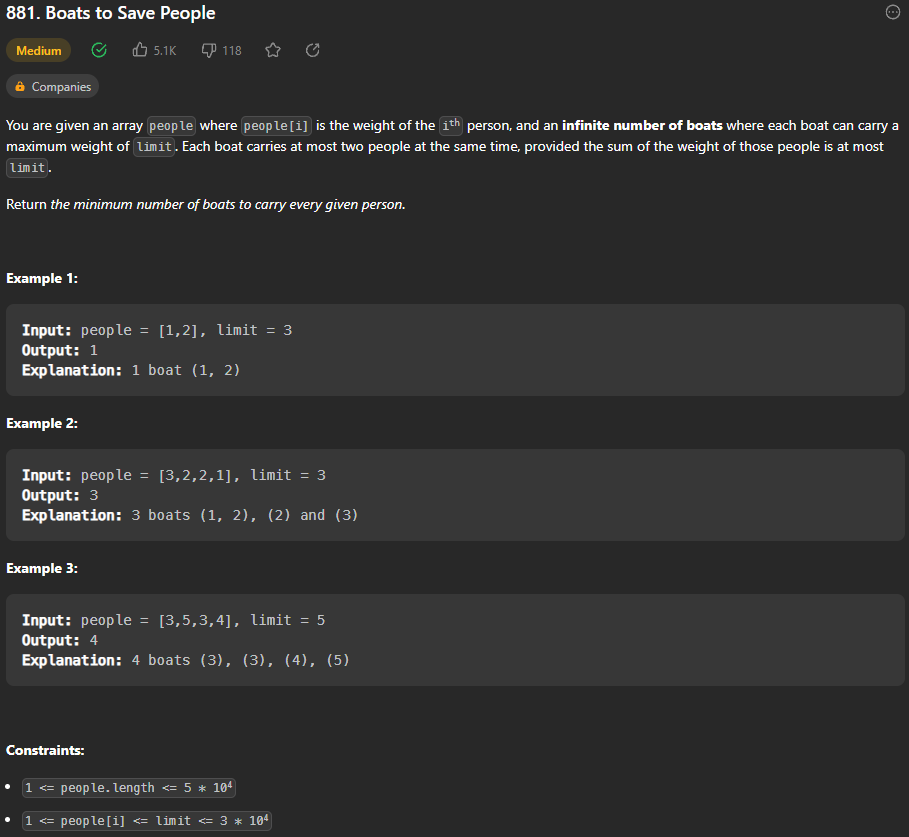 881. Boats to Save People
Medium 5.1K 118
Companies
You are given an array people where people[i] is the weight of the ith person, and an infinite number of boats where each boat can carry a
maximum weight of limit. Each boat carries at most two people at the same time, provided the sum of the weight of those people is at most
limit.
Return the minimum number of boats to carry every given person.
Example 1:
Input: people = [1,2], limit = 3
Output: 1
Explanation: 1 boat (1, 2)
Example 2:
Input: people = [3,2,2,1], limit = 3
Output: 3
Explanation: 3 boats (1, 2), (2) and (3)
Example 3:
Input: people = [3,5,3,4], limit = 5
Output: 4
Explanation: 4 boats (3), (3), (4), (5)
Constraints:
• 1 <= people.length <= 5 * 10⁴
• 1 <= people[i] <= limit <= 3 * 10⁴